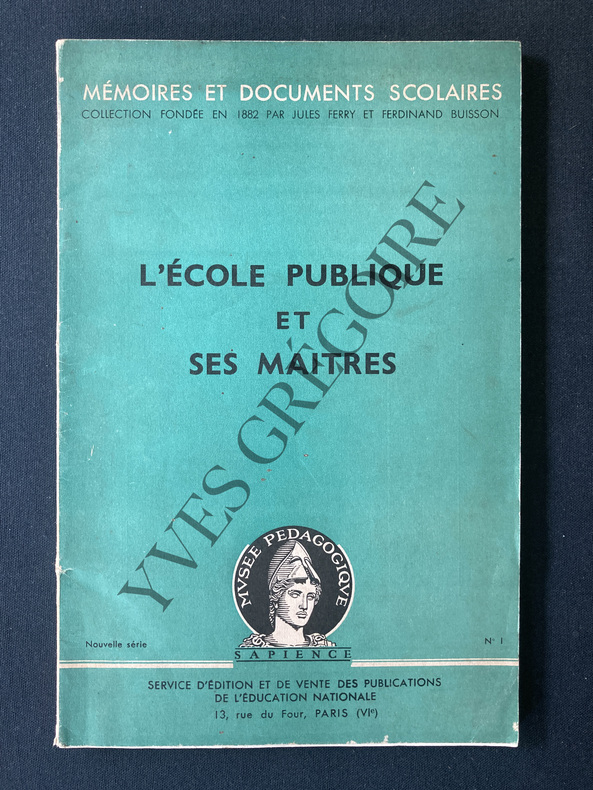 MÉMOIRES ET DOCUMENTS SCOLAIRES
COLLECTION FONDÉE EN 1882 PAR JULES FERRY ET FERDINAND BUISSON
L'ÉCOLE PUBLIQUE
ET
SES MAITRES
YVES GRÉGOIRE
MVSEE PEDAGOGIQVE
SAPIENCE
Nouvelle série
N° 1
SERVICE D'ÉDITION ET DE VENTE DES PUBLICATIONS
DE L'ÉDUCATION NATIONALE
13, rue du Four, PARIS (VIe)